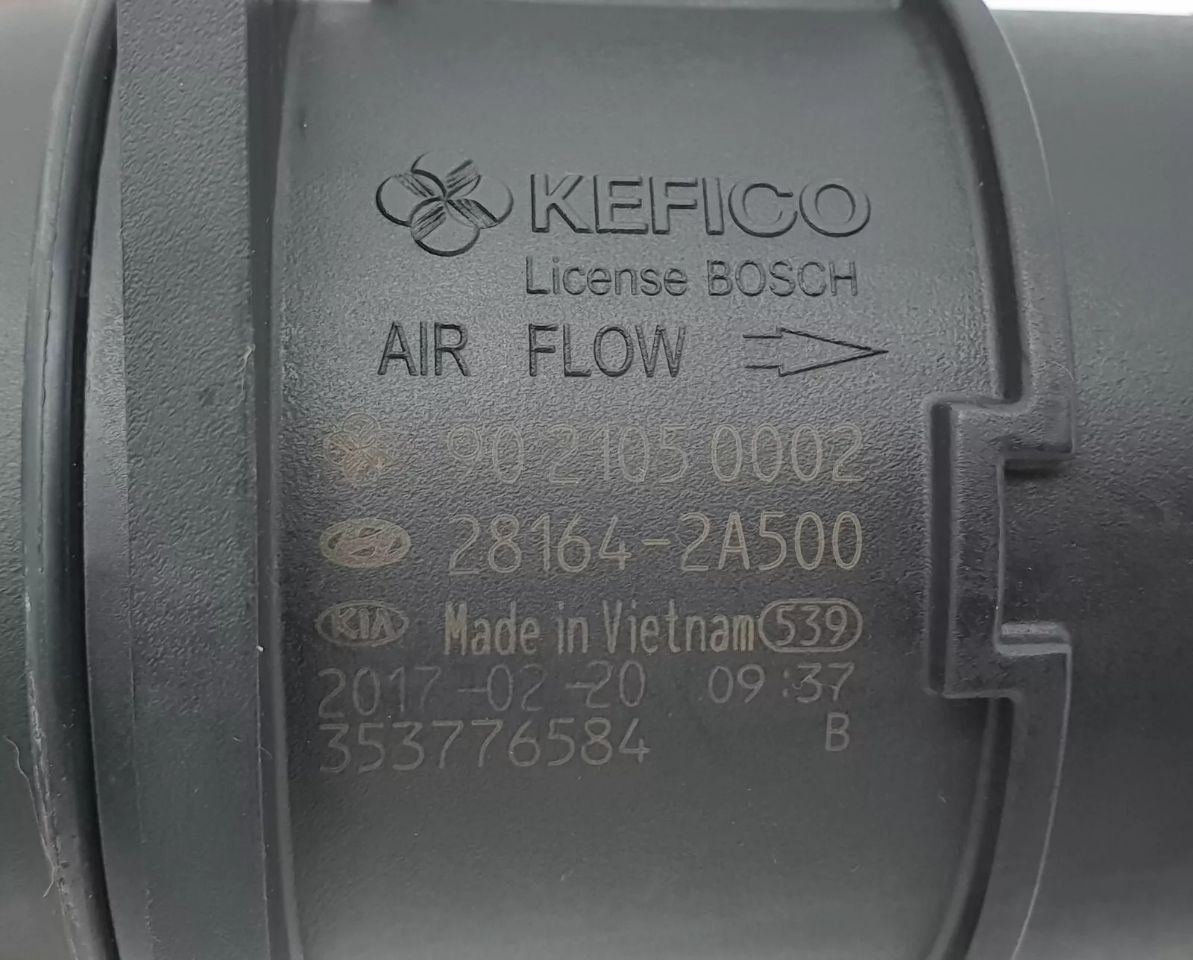 KEFICO
License BOSCH
AIR FLOW
90 2105 0002
28164-2A500
KIA Made in Vietnam 539
2017-02-20 09:37
353776584 B